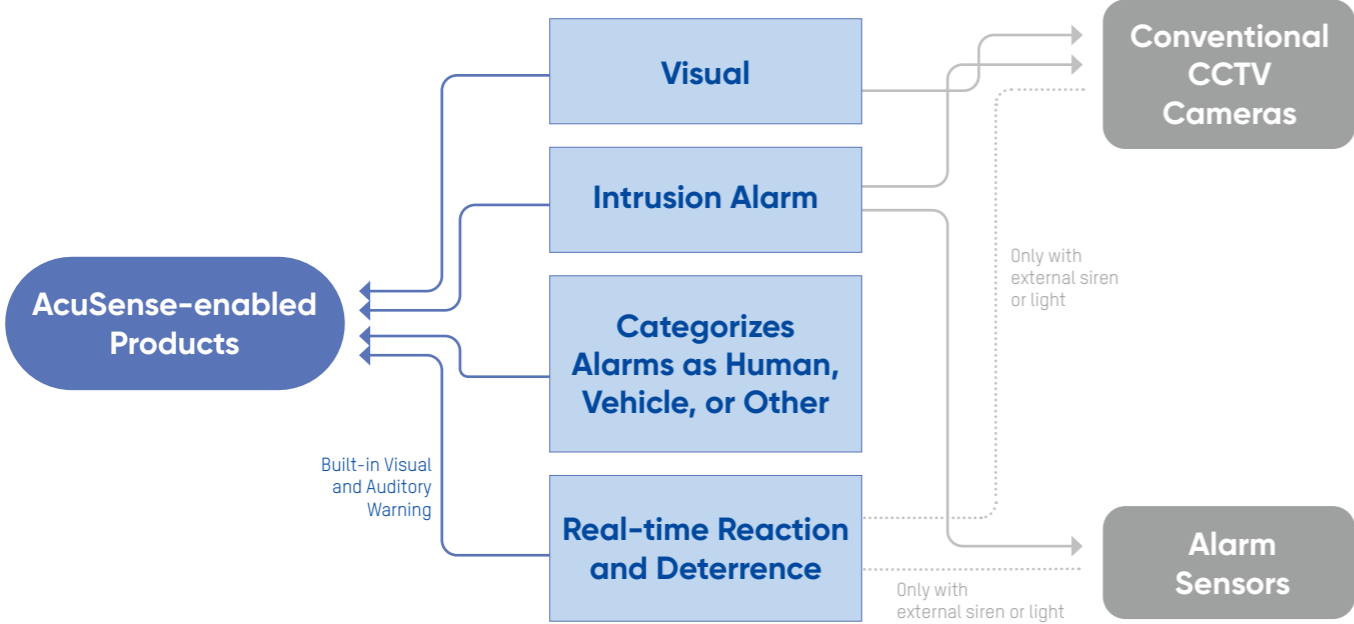 Visual
Conventional
CCTV
Cameras
Intrusion Alarm
Only with
external siren
or light
AcuSense-enabled
Products
Categorizes
Alarms as Human,
Vehicle, or Other
Built-in Visual
and Auditory
Warning
Real-time Reaction
and Deterrence
Alarm
Sensors
Only with
external siren or light